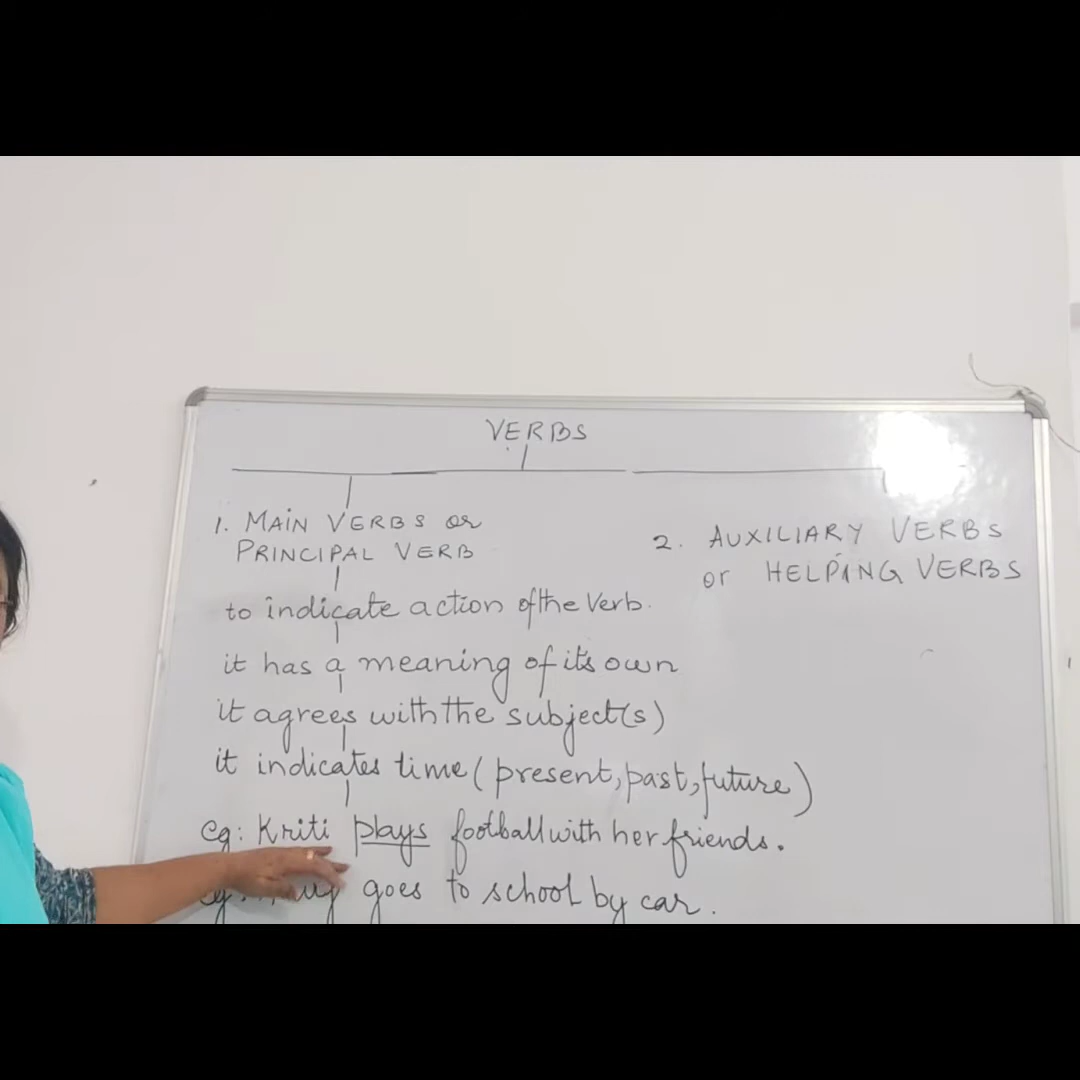 VERBS
1. MAIN VERBS or
PRINCIPAL VERB
2. AUXILIARY VERBS
or HELPING VERBS
to indicate action of the verb.
it has a meaning of its own
it agrees with the subject(s)
it indicates time (present, past, future)
eg: Kriti plays football with her friends.
goes to school by car.